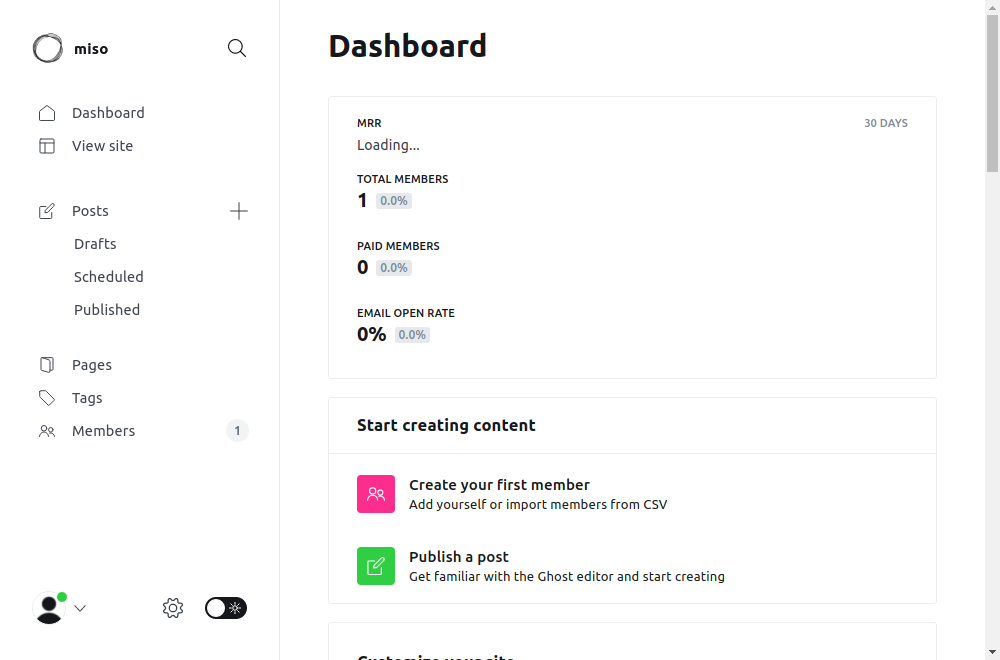 miso
Dashboard
View site
Posts
Drafts
Scheduled
Published
Pages
Tags
Members 1
Dashboard
MRR 30 DAYS
Loading...
TOTAL MEMBERS
1 0.0%
PAID MEMBERS
0 0.0%
EMAIL OPEN RATE
0% 0.0%
Start creating content
Create your first member
Add yourself or import members from CSV
Publish a post
Get familiar with the Ghost editor and start creating
Customize your site